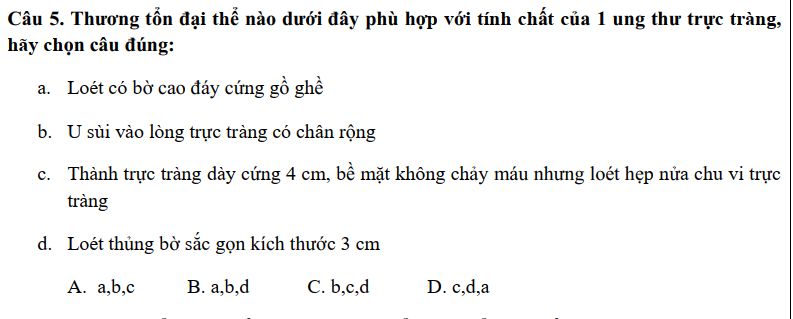 Câu 5. Thương tổn đại thể nào dưới đây phù hợp với tính chất của 1 ung thư trực tràng,
hãy chọn câu đúng:
a. Loét có bờ cao đáy cứng gồ ghề
b. U sùi vào lòng trực tràng có chân rộng
c. Thành trực tràng dày cứng 4 cm, bề mặt không chảy máu nhưng loét hẹp nửa chu vi trực
tràng
d. Loét thủng bờ sắc gọn kích thước 3 cm
A. a,b,c B. a,b,d C. b,c,d D. c,d,a